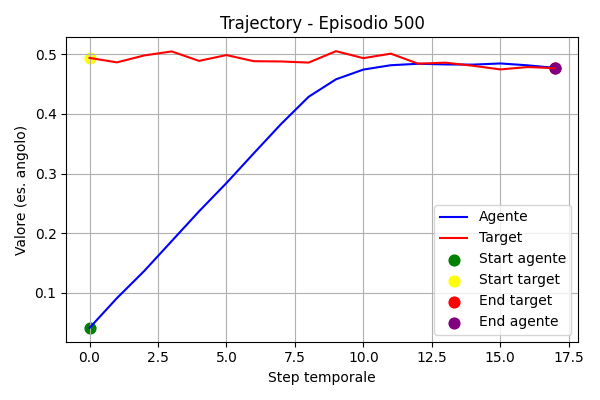 Trajectory - Episodio 500
Valore (es. angolo)
0.5
0.4
0.3
0.2
0.1
0.0
2.5
5.0
7.5
10.0
12.5
15.0
17.5
Step temporale
Agente
Target
Start agente
Start target
End target
End agente